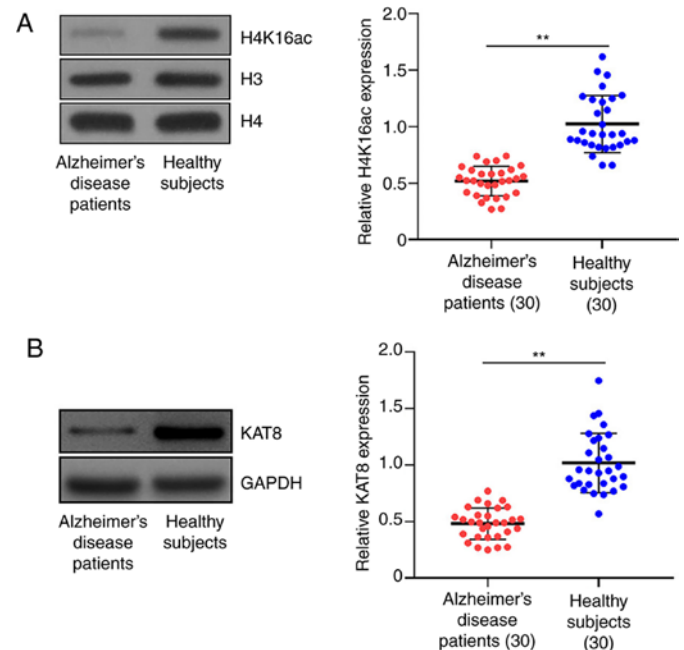 A
H4K16ac
H3
H4
Alzheimer's
disease
patients
Healthy
subjects
Relative H4K16ac expression
2.0
1.5
1.0
0.5
0
**
Alzheimer's
disease
patients (30)
Healthy
subjects
(30)
B
KAT8
GAPDH
Alzheimer's
disease
patients
Healthy
subjects
Relative KAT8 expression
2.0
1.5
1.0
0.5
0
**
Alzheimer's
disease
patients (30)
Healthy
subjects
(30)